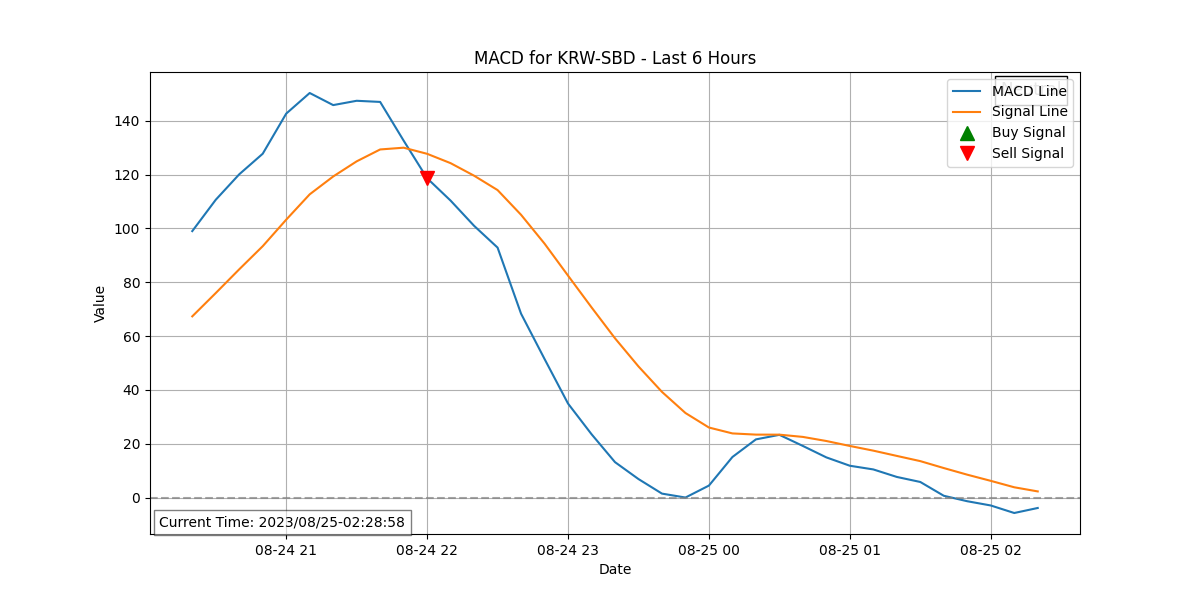 MACD for KRW-SBD - Last 6 Hours
MACD Line
Signal Line
Buy Signal
Sell Signal
Value
140
120
100
80
60
40
20
0
Current Time: 2023/08/25-02:28:58
08-24 21
08-24 22
08-24 23
08-25 00
08-25 01
08-25 02
Date